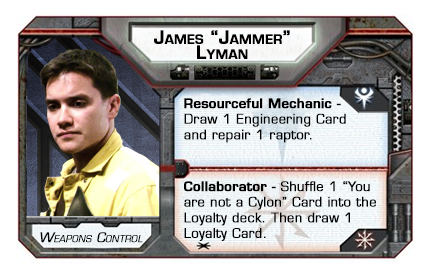 James “Jammer”
Lyman
Resourceful Mechanic -
Draw 1 Engineering Card
and repair 1 raptor.
Collaborator - Shuffle 1 “You
are not a Cylon” Card into the
Loyalty deck. Then draw 1
Loyalty Card.
Weapons Control